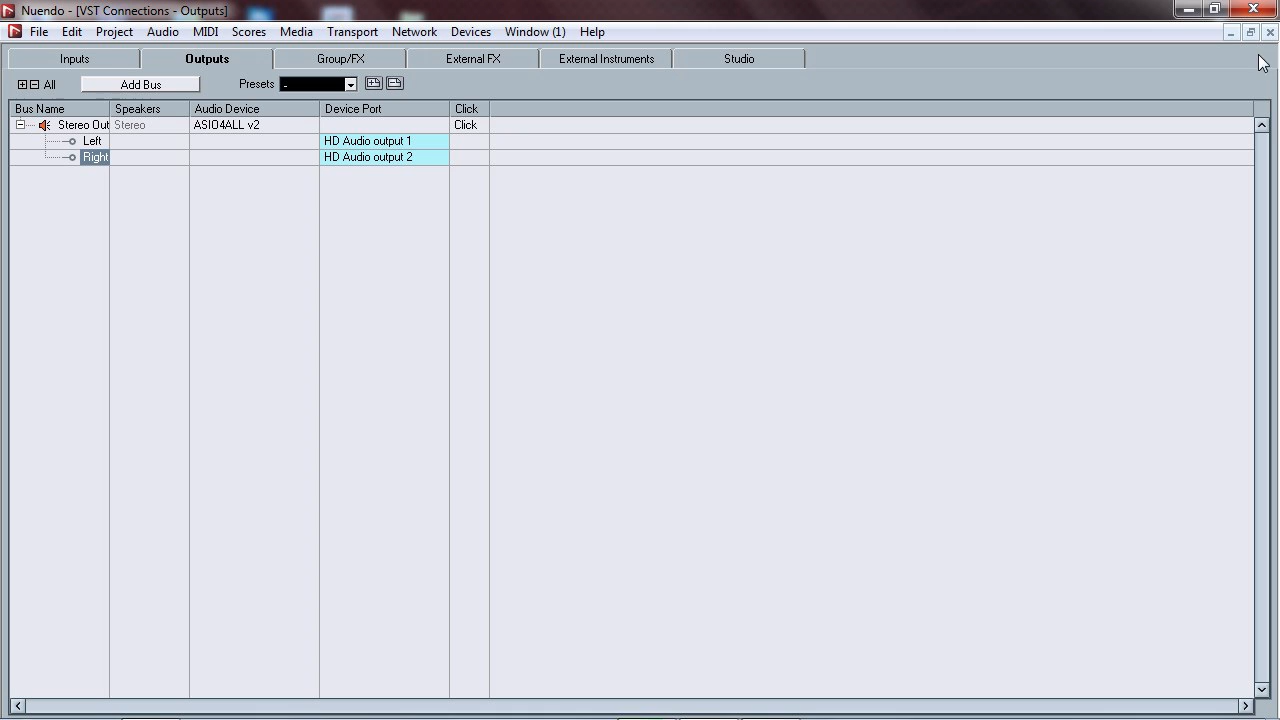 Nuendo - [VST Connections - Outputs]
File Edit Project Audio MIDI Scores Media Transport Network Devices Window (1) Help
Inputs Outputs Group/FX External FX External Instruments Studio
All Add Bus Presets -
Bus Name Speakers Audio Device Device Port Click
Stereo Out Stereo ASIO4ALL v2 Click
Left HD Audio output 1
Right HD Audio output 2